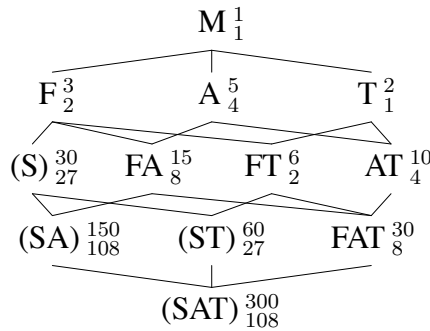 M 1 1
F 3 2 A 5 4 T 2 1
(S) 30 27 FA 15 8 FT 6 2 AT 10 4
(SA) 150 108 (ST) 60 27 FAT 30 8
(SAT) 300 108